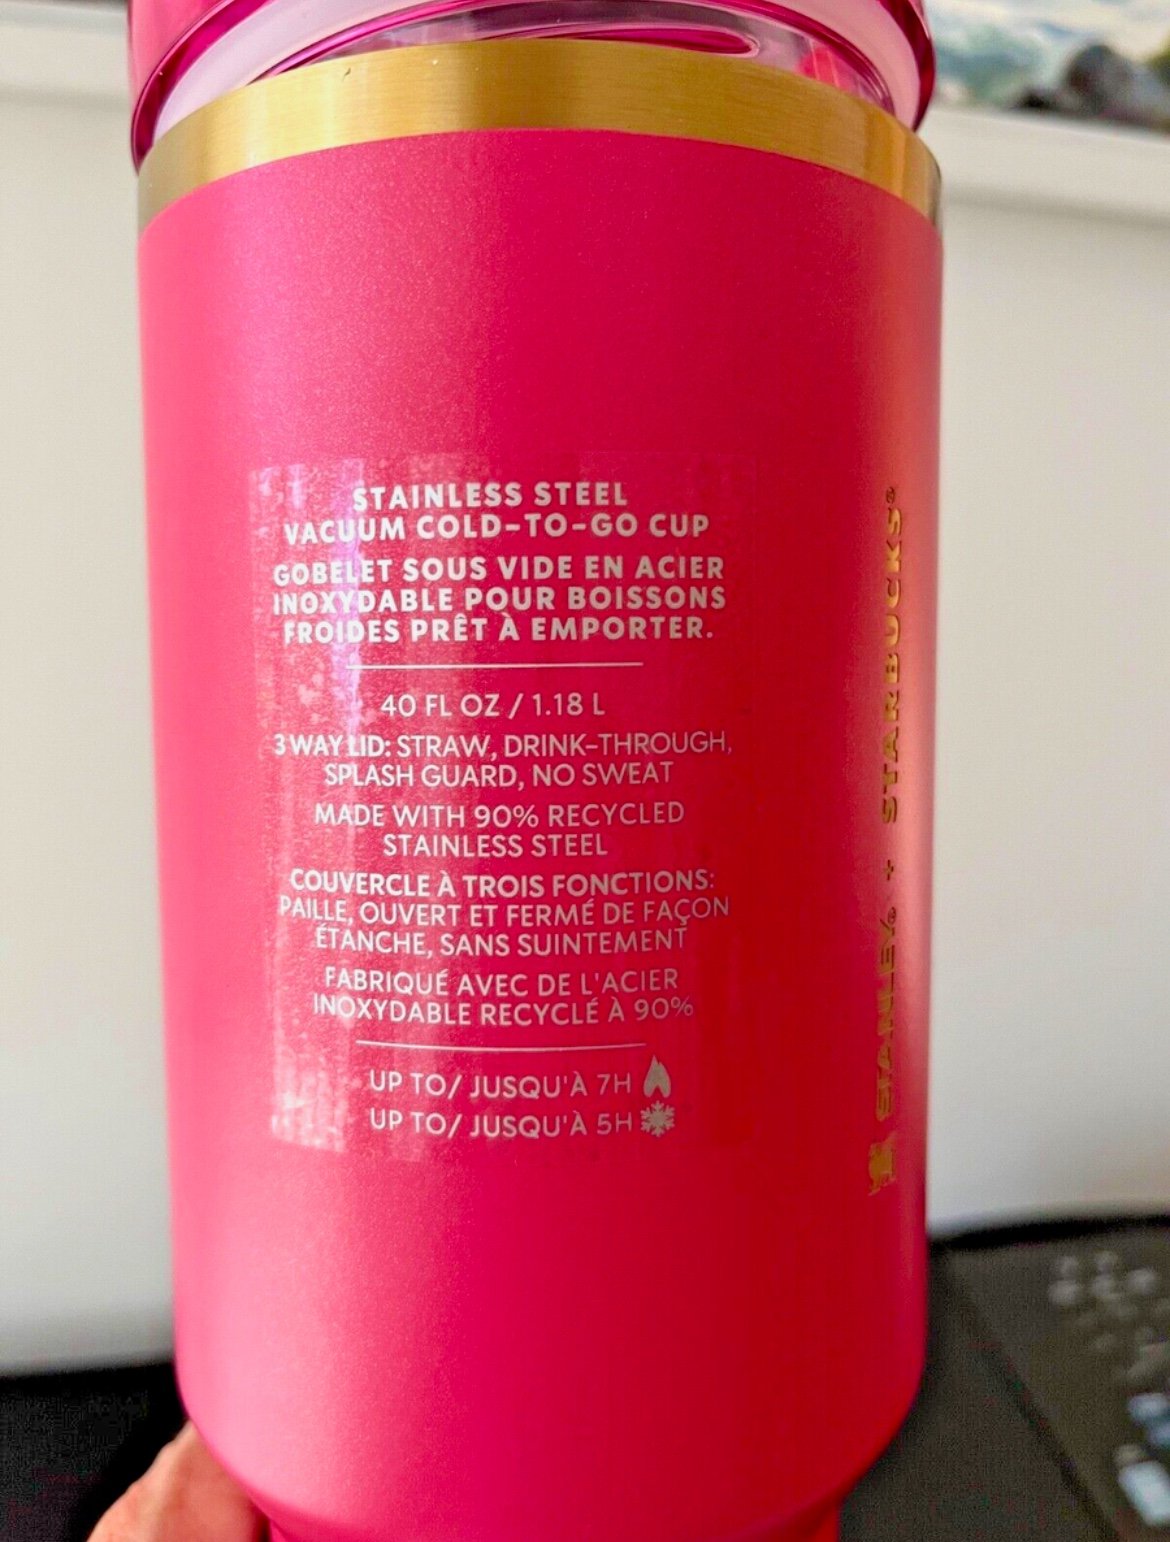 STAINLESS STEEL
VACUUM COLD-TO-GO CUP
GOBELET SOUS VIDE EN ACIER
INOXYDABLE POUR BOISSONS
FROIDES PRÊT À EMPORTER.
40 FL OZ / 1.18 L
3 WAY LID: STRAW, DRINK-THROUGH,
SPLASH GUARD, NO SWEAT
MADE WITH 90% RECYCLED
STAINLESS STEEL
COUVERCLE À TROIS FONCTIONS:
PAILLE, OUVERT ET FERMÉ DE FAÇON
ÉTANCHE, SANS SUINTEMENT
FABRIQUÉ AVEC DE L'ACIER
INOXYDABLE RECYCLÉ À 90%
UP TO/ JUSQU'À 7H
UP TO/ JUSQU'À 5H
STANLEY® + STARBUCKS®